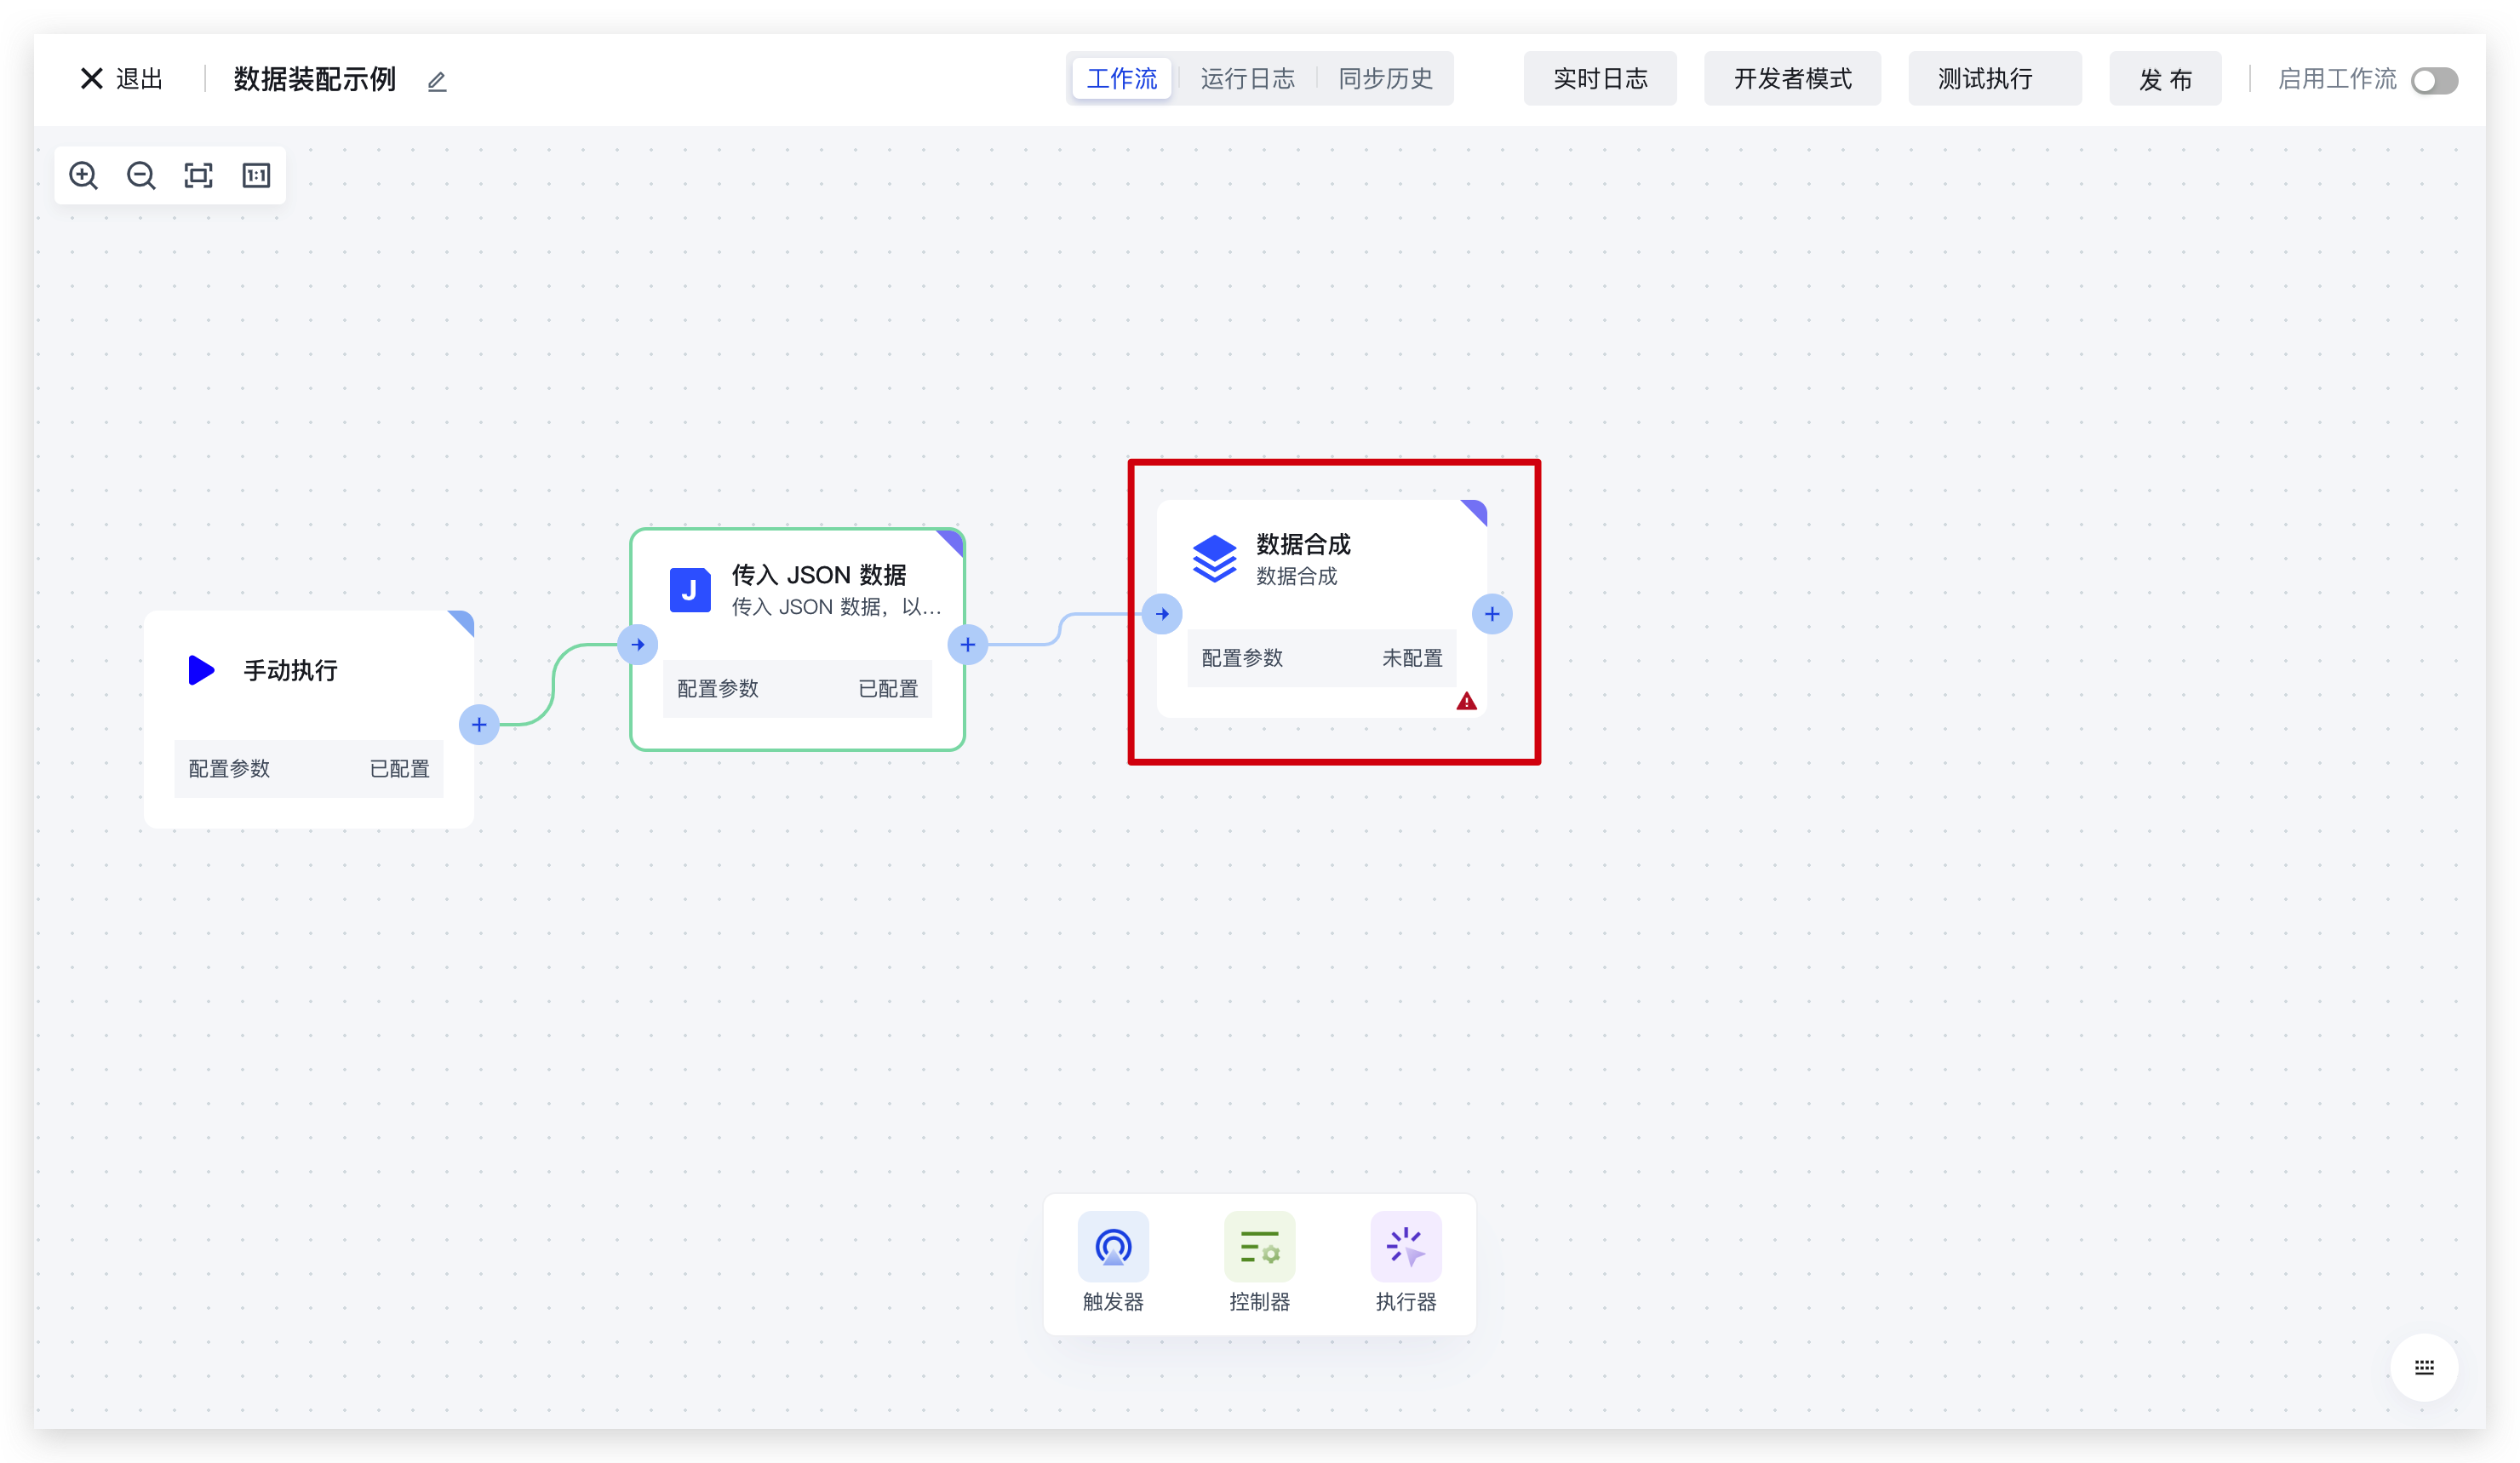 退出
数据装配示例
工作流
运行日志
同步历史
实时日志
开发者模式
测试执行
发 布
启用工作流
1:1
手动执行
配置参数 已配置
J
传入 JSON 数据
传入 JSON 数据，以...
配置参数 已配置
数据合成
数据合成
配置参数 未配置
触发器
控制器
执行器